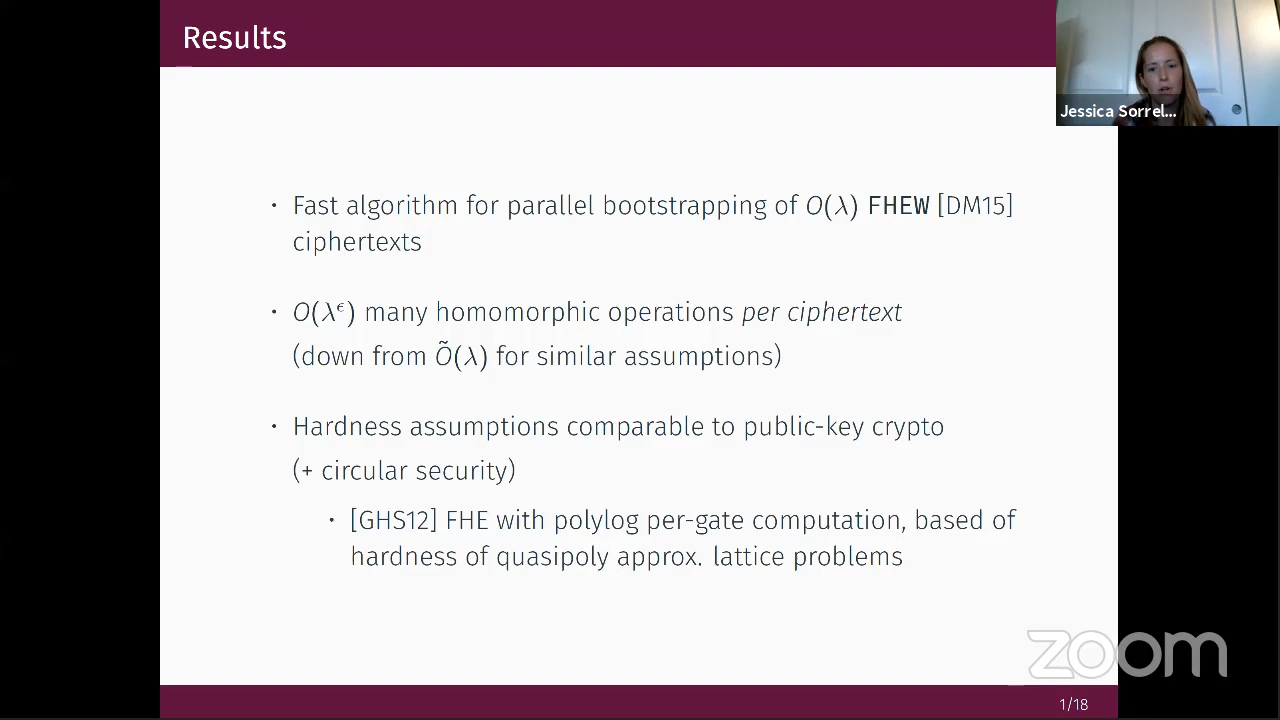 Results
Jessica Sorrel...
• Fast algorithm for parallel bootstrapping of O(λ) FHEW [DM15]
ciphertexts
• O(λ^ϵ) many homomorphic operations per ciphertext
(down from Õ(λ) for similar assumptions)
• Hardness assumptions comparable to public-key crypto
(+ circular security)
• [GHS12] FHE with polylog per-gate computation, based of
hardness of quasipoly approx. lattice problems
zoom
1/18